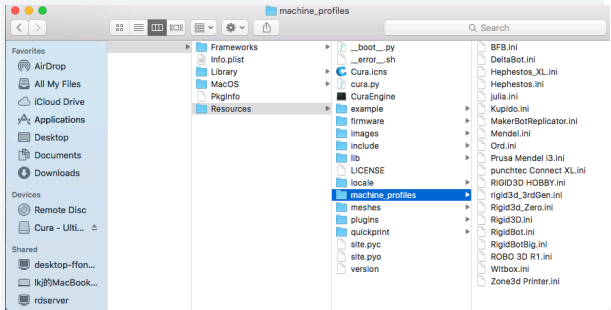 machine_profiles
Search
Favorites
AirDrop
All My Files
iCloud Drive
Applications
Desktop
Documents
Downloads
Devices
Remote Disc
Cura - Ulti...
Shared
desktop-ffon...
lkj的MacBook...
rdserver
Frameworks
Info.plist
Library
MacOS
PkgInfo
Resources
__boot__.py
__error__.sh
Cura.icns
cura.py
CuraEngine
example
firmware
images
include
lib
LICENSE
locale
machine_profiles
meshes
plugins
quickprint
site.pyc
site.pyo
version
BFB.ini
DeltaBot.ini
Hephestos_XL.ini
Hephestos.ini
julia.ini
Kupido.ini
MakerBotReplicator.ini
Mendel.ini
Ord.ini
Prusa Mendel i3.ini
punchtec Connect XL.ini
RIGID3D HOBBY.ini
rigid3d_3rdGen.ini
Rigid3d_Zero.ini
Rigid3D.ini
RigidBot.ini
RigidBotBig.ini
ROBO 3D R1.ini
Witbox.ini
Zone3d Printer.ini